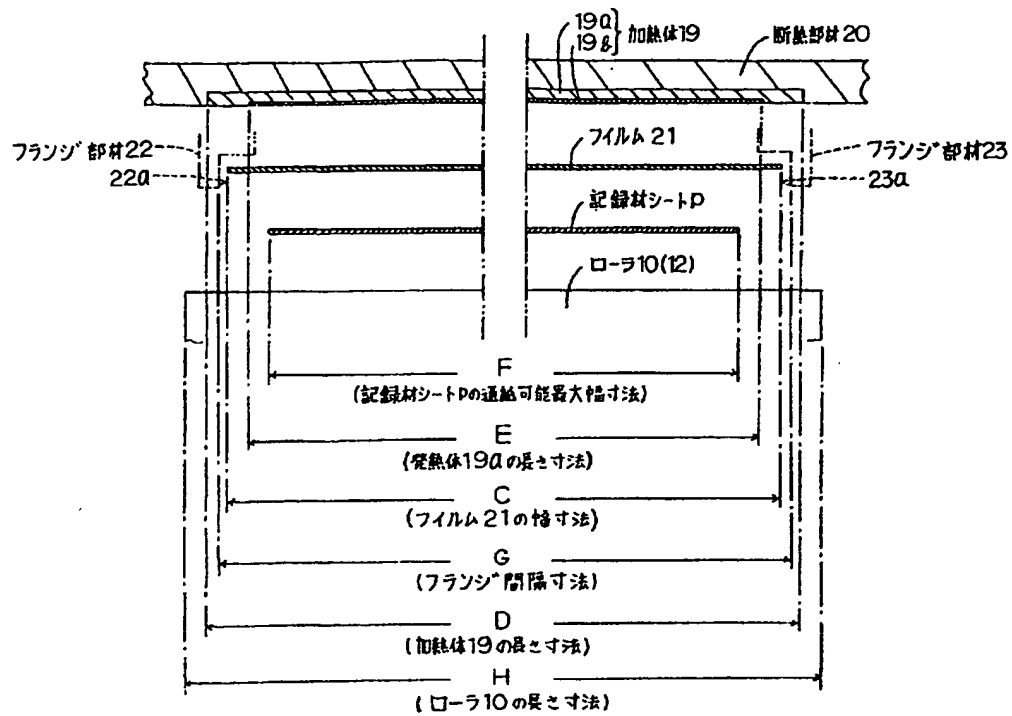 19a
19b} 加熱体19
断熱部材20
フランジ部材22
22a
フイルム21
フランジ部材23
23a
記録材シートP
ローラ10(12)
F
(記録材シートPの通紙可能最大幅寸法)
E
(発熱体19aの長さ寸法)
C
(フイルム21の幅寸法)
G
(フランジ間隔寸法)
D
(加熱体19の長さ寸法)
H
(ローラ10の長さ寸法)